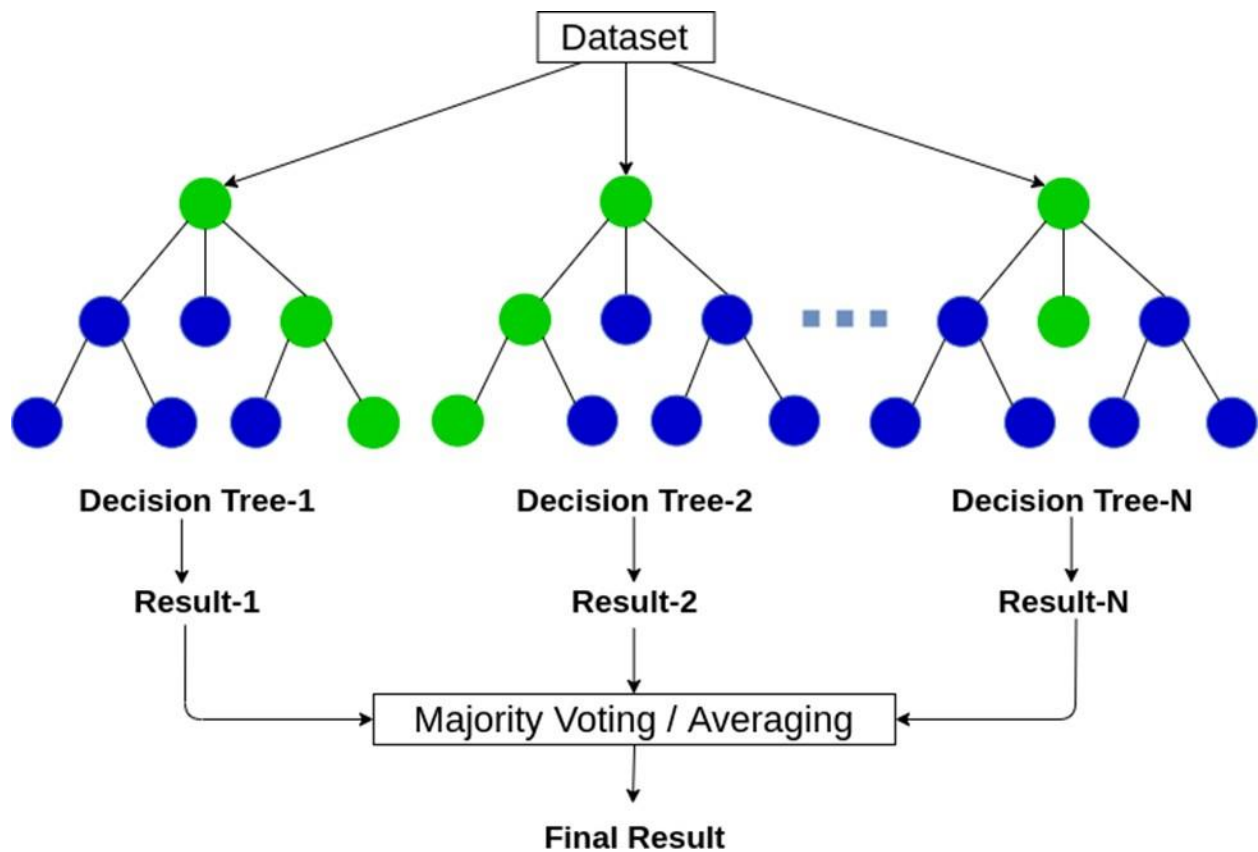 Dataset
Decision Tree-1
Decision Tree-2
Decision Tree-N
Result-1
Result-2
Result-N
Majority Voting / Averaging
Final Result